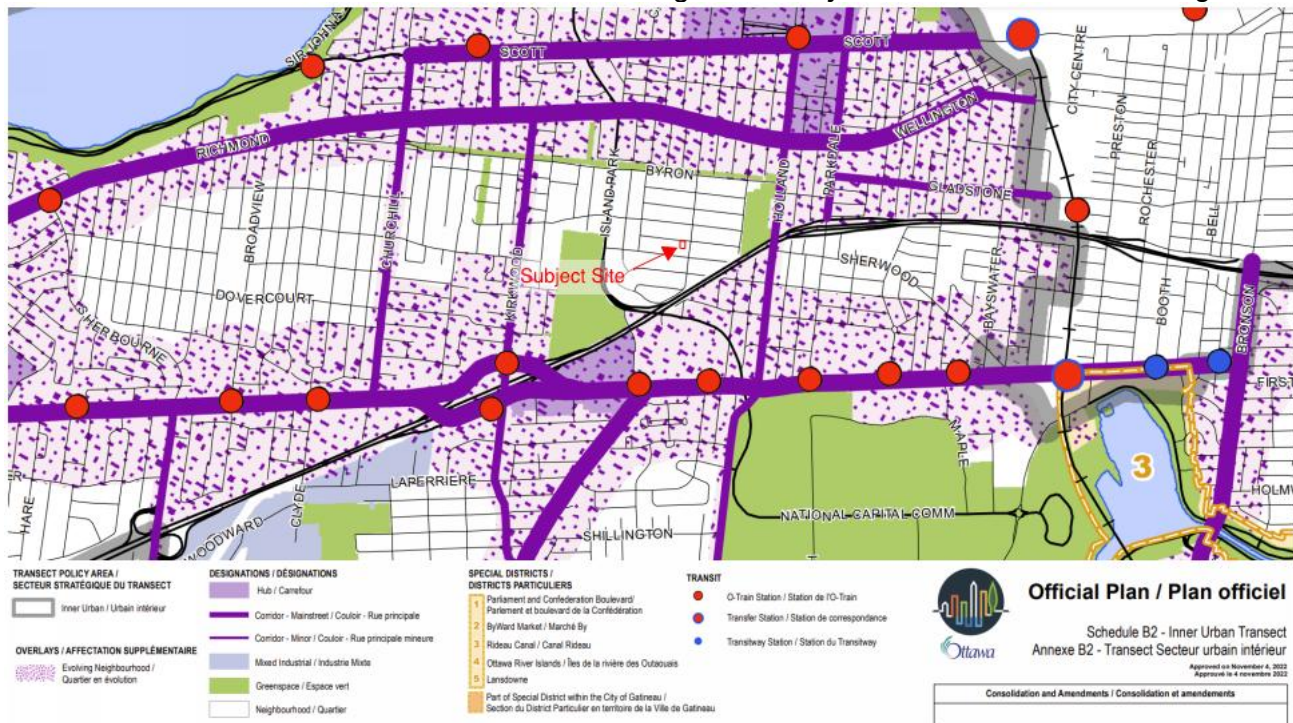 SCOTT
SCOTT
SIR JOHN A
CITY CENTRE
PRESTON
ROCHESTER
BELL
RICHMOND
WELLINGTON
BYRON
ISLAND PARK
HOLLAND
PARKDALE
GLADSTONE
BROADVIEW
CHURCHILL
KIRKWOOD
Subject Site
SHERWOOD
BAYSWATER
BOOTH
BRONSON
DOVERCOURT
SHERBOURNE
FIRST
MAPLE
3
HARE
CLYDE
LAPERRIERE
WOODWARD
SHILLINGTON
NATIONAL CAPITAL COMM
HOLMW
TRANSECT POLICY AREA /
SECTEUR STRATÉGIQUE DU TRANSECT
Inner Urban / Urbain intérieur
OVERLAYS / AFFECTATION SUPPLÉMENTAIRE
Evolving Neighbourhood /
Quartier en évolution
DESIGNATIONS / DÉSIGNATIONS
Hub / Carrefour
Corridor - Mainstreet / Couloir - Rue principale
Corridor - Minor / Couloir - Rue principale mineure
Mixed Industrial / Industrie Mixte
Greenspace / Espace vert
Neighbourhood / Quartier
SPECIAL DISTRICTS /
DISTRICTS PARTICULIERS
1 Parliament and Confederation Boulevard/
Parlement et boulevard de la Confédération
2 ByWard Market / Marché By
3 Rideau Canal / Canal Rideau
4 Ottawa River Islands / Îles de la rivière des Outaouais
5 Lansdowne
Part of Special District within the City of Gatineau /
Section du District Particulier en territoire de la Ville de Gatineau
TRANSIT
O-Train Station / Station de l'O-Train
Transfer Station / Station de correspondance
Transitway Station / Station du Transitway
Ottawa
Official Plan / Plan officiel
Schedule B2 - Inner Urban Transect
Annexe B2 - Transect Secteur urbain intérieur
Approved on November 4, 2022
Approuvé le 4 novembre 2022
Consolidation and Amendments / Consolidation et amendements